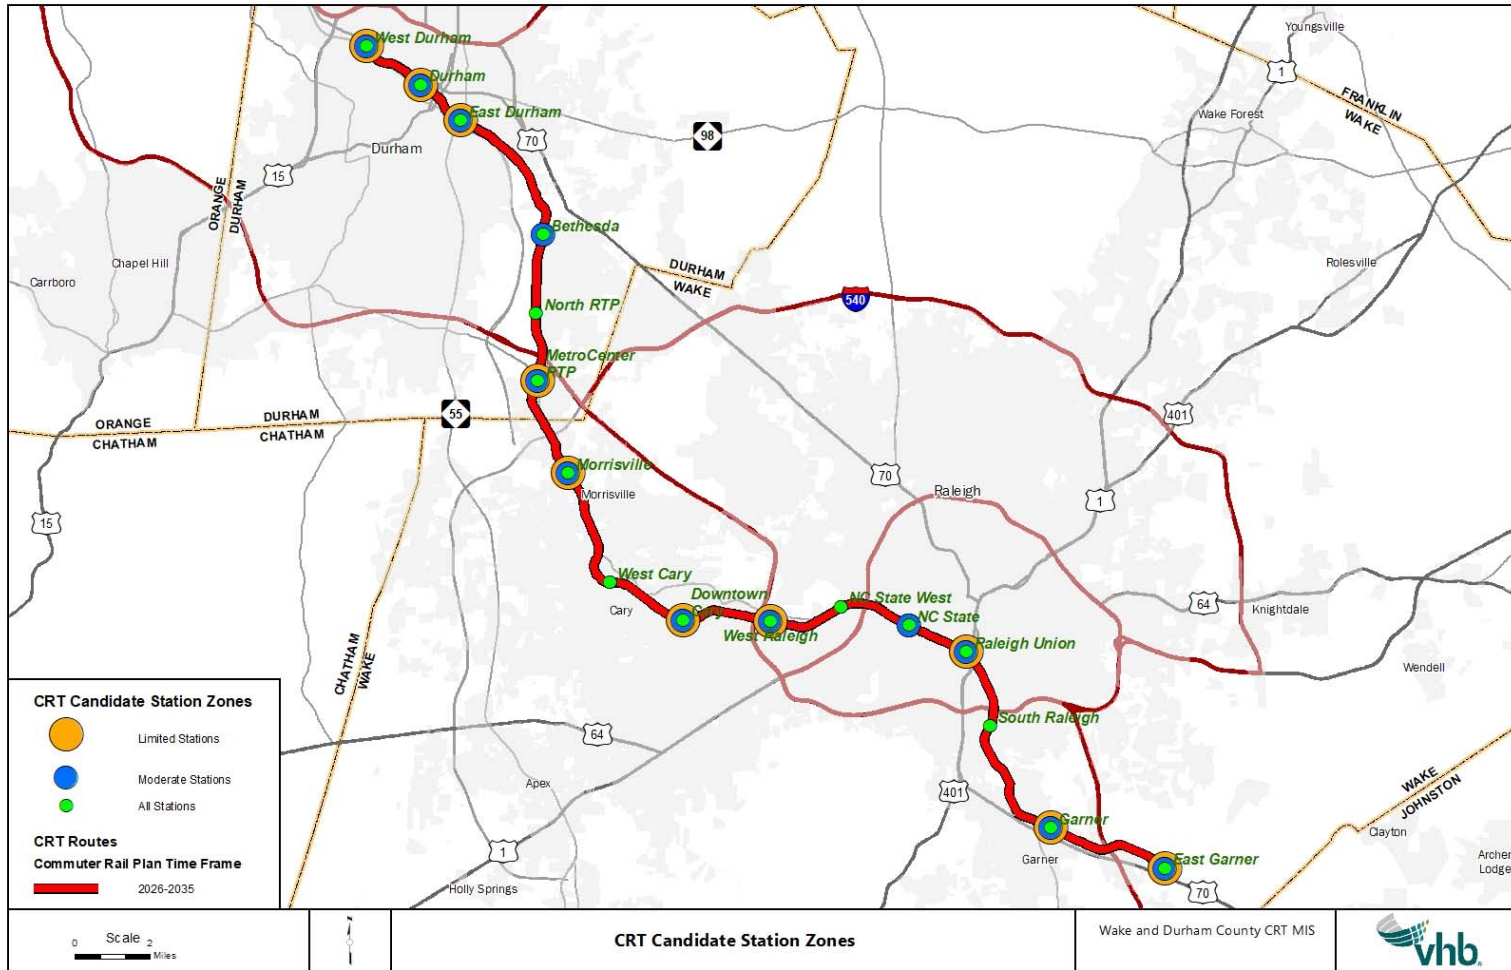 Youngsville
1
FRANKLIN
WAKE
West Durham
Durham
East Durham
70
98
Wake Forest
Durham
15
ORANGE
DURHAM
Bethesda
Chapel Hill
Carrboro
DURHAM
WAKE
Rolesville
540
North RTP
MetroCenter
RTP
401
55
ORANGE
CHATHAM
DURHAM
CHATHAM
Morrisville
Morrisville
70
Raleigh
1
15
West Cary
Cary
Downtown
Cary
West Raleigh
NC State West
NC State
Raleigh Union
64
Knightdale
Wendell
CHATHAM
WAKE
South Raleigh
64
Apex
401
WAKE
JOHNSTON
Clayton
Garner
Garner
East Garner
70
Archer
Lodge
1
Holly Springs
CRT Candidate Station Zones
Limited Stations
Moderate Stations
All Stations
CRT Routes
Commuter Rail Plan Time Frame
2026-2035
Scale
0 2
Miles
N
CRT Candidate Station Zones
Wake and Durham County CRT MIS
vhb